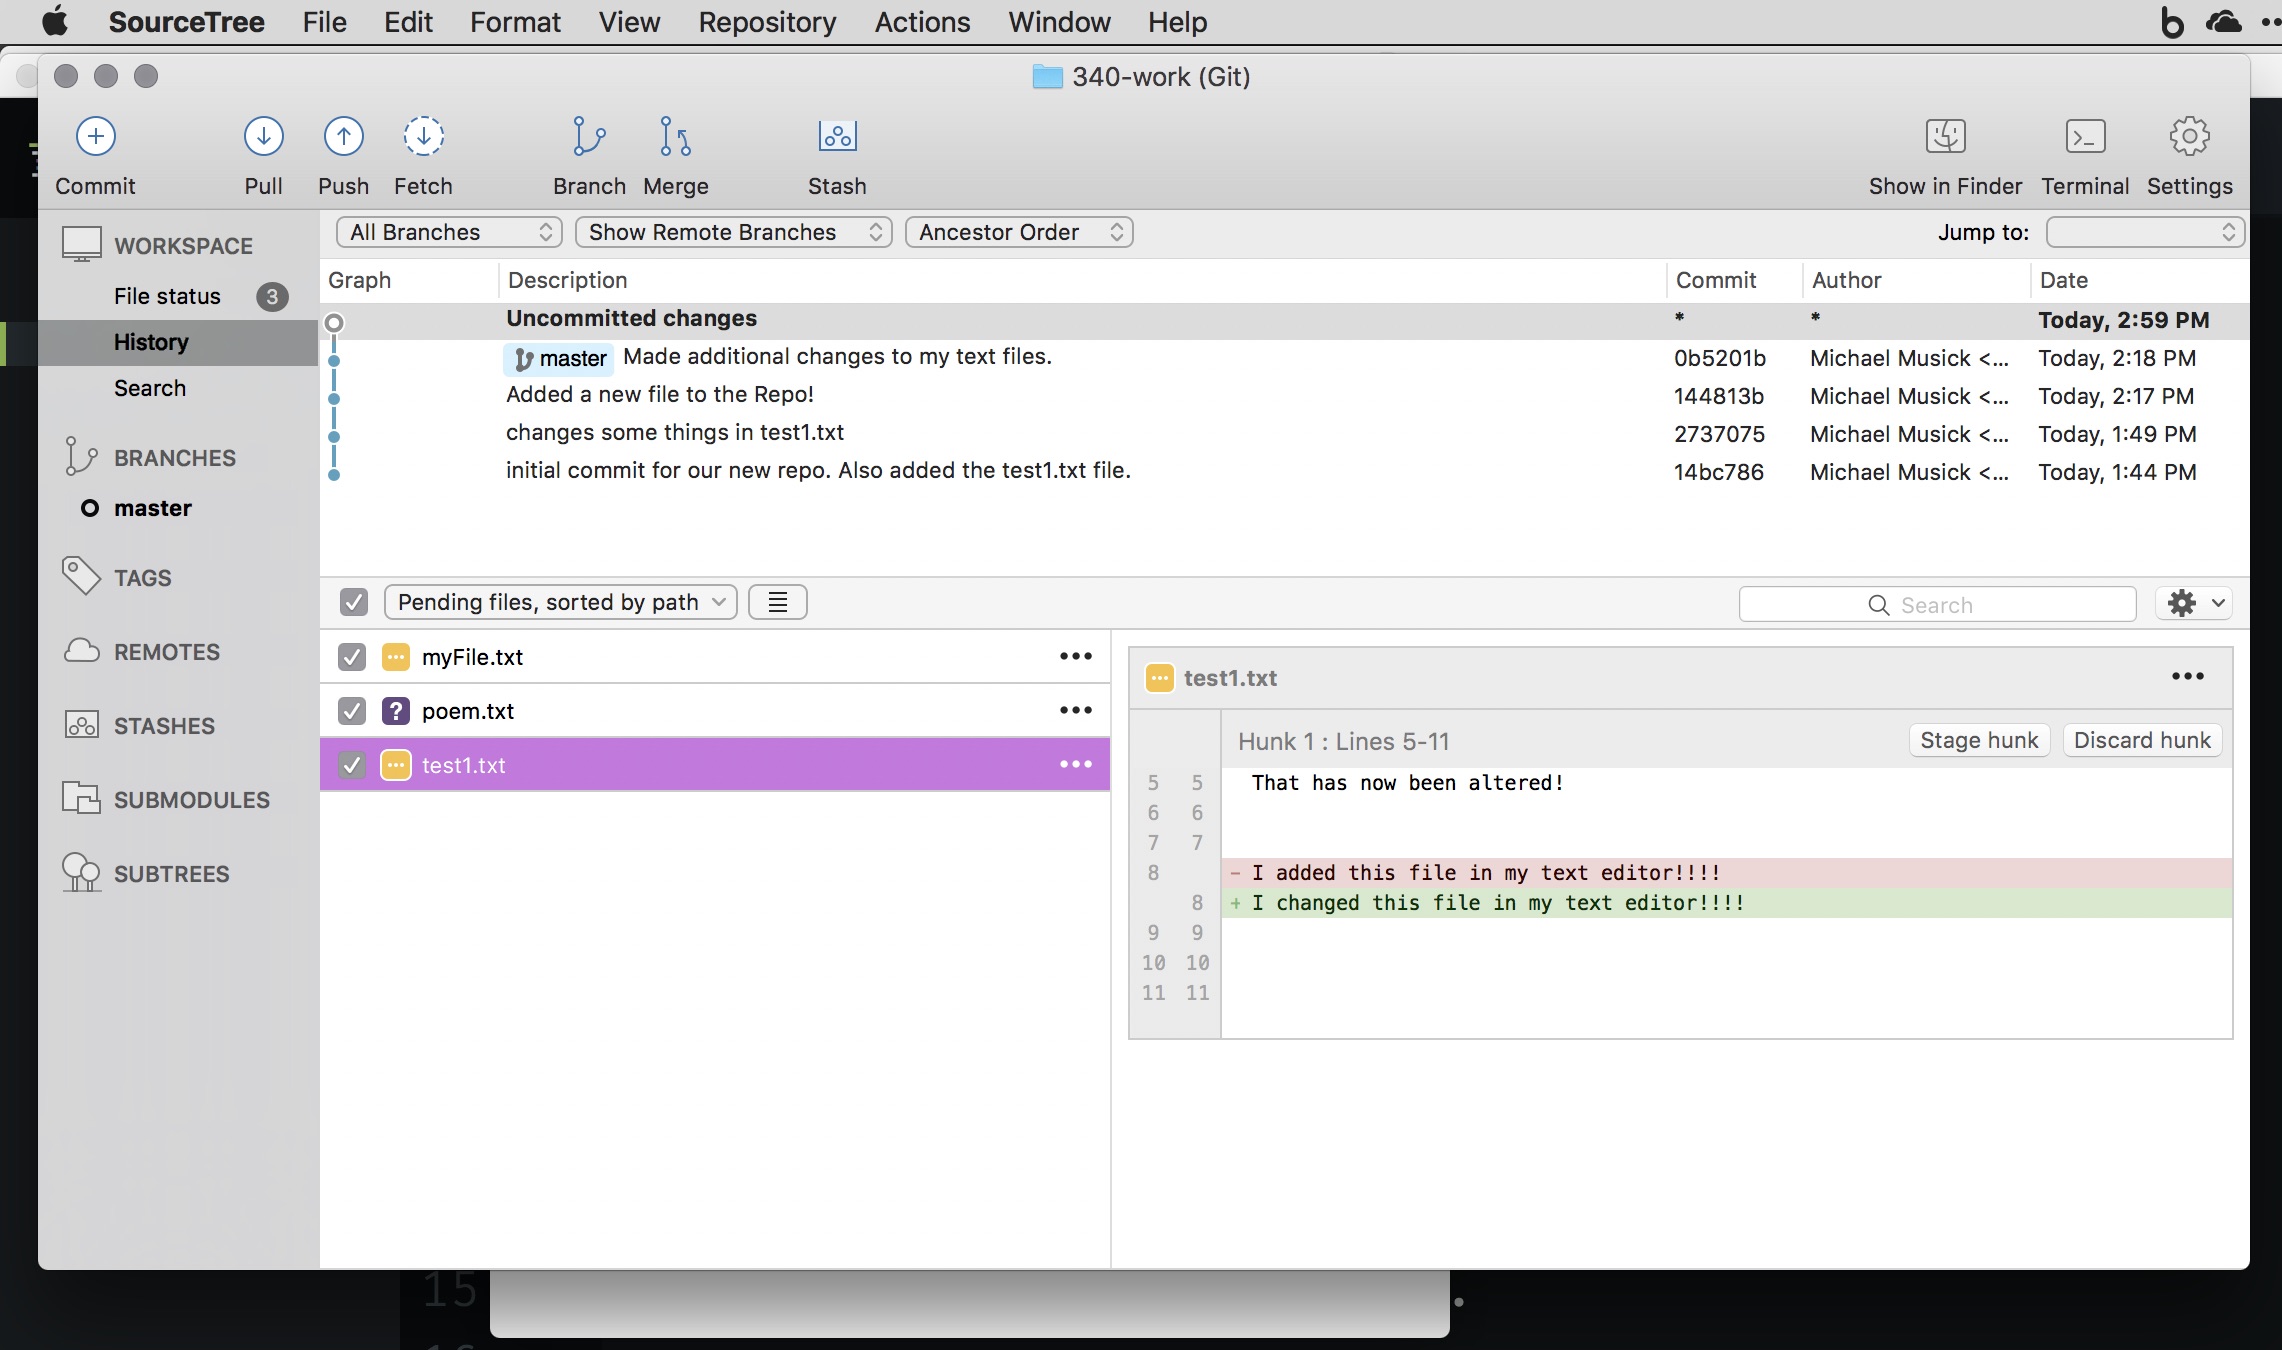 SourceTree File Edit Format View Repository Actions Window Help
340-work (Git)
Commit Pull Push Fetch Branch Merge Stash Show in Finder Terminal Settings
WORKSPACE
File status 3
History
Search
BRANCHES
master
TAGS
REMOTES
STASHES
SUBMODULES
SUBTREES
All Branches Show Remote Branches Ancestor Order Jump to:
Graph Description Commit Author Date
Uncommitted changes * * Today, 2:59 PM
master Made additional changes to my text files. 0b5201b Michael Musick <... Today, 2:18 PM
Added a new file to the Repo! 144813b Michael Musick <... Today, 2:17 PM
changes some things in test1.txt 2737075 Michael Musick <... Today, 1:49 PM
initial commit for our new repo. Also added the test1.txt file. 14bc786 Michael Musick <... Today, 1:44 PM
Pending files, sorted by path Search
myFile.txt
? poem.txt
test1.txt
test1.txt
Hunk 1 : Lines 5-11 Stage hunk Discard hunk
5 5 That has now been altered!
6 6
7 7
8 - I added this file in my text editor!!!!
8 + I changed this file in my text editor!!!!
9 9
10 10
11 11
15